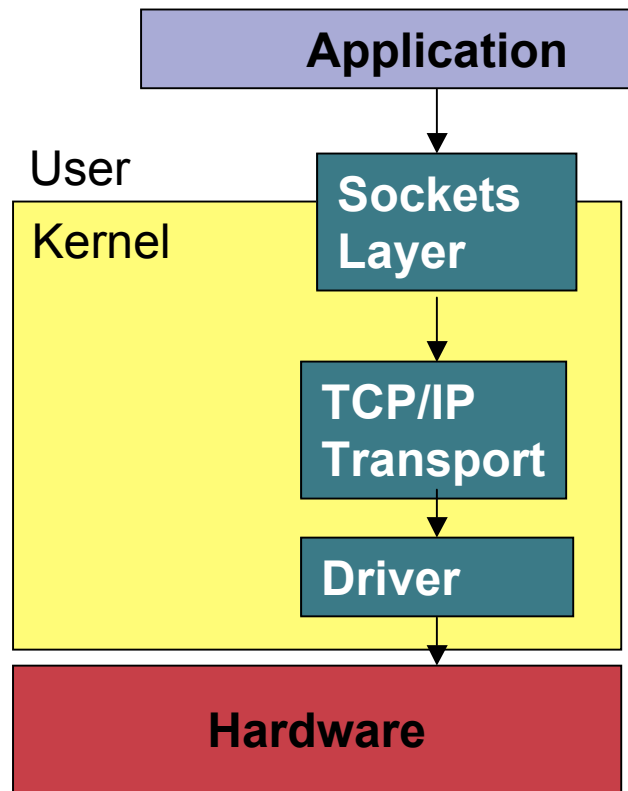 Application
User
Sockets
Layer
Kernel
TCP/IP
Transport
Driver
Hardware